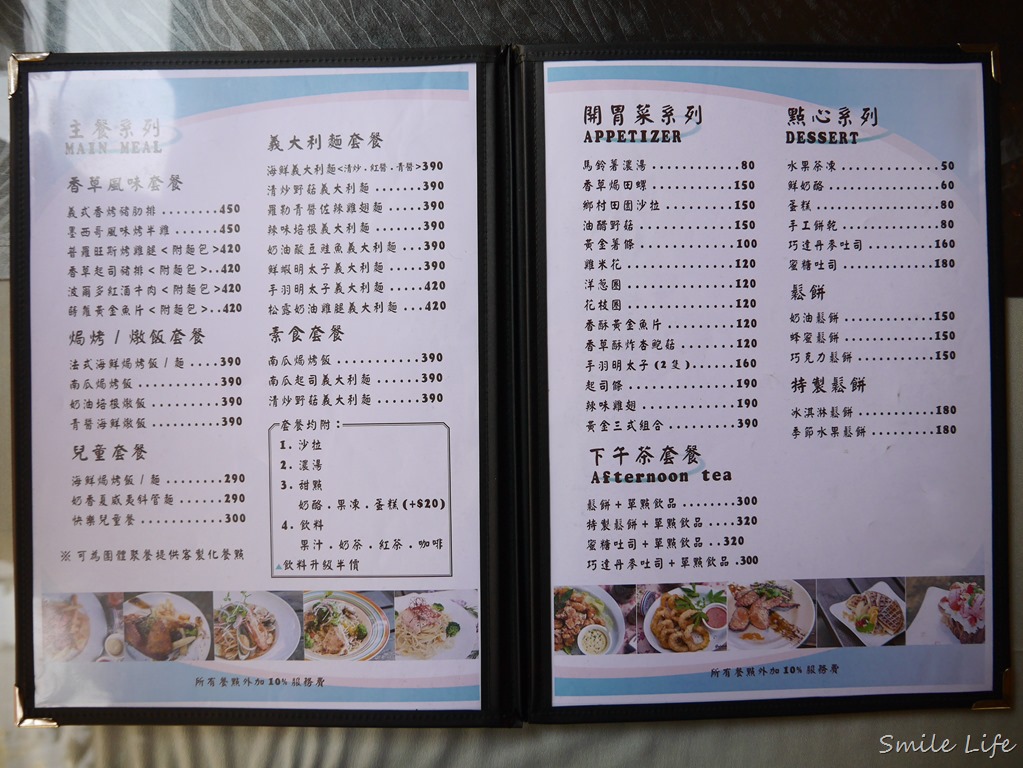 主餐系列
MAIN MEAL
香草風味套餐
義式香烤豬肋排........450
墨西哥風味烤半雞......450
普羅旺斯烤雞腿<附麵包>420
香草起司豬排<附麵包>..420
波爾多紅酒牛肉<附麵包>420
蒔蘿黃金魚片<附麵包>..420
焗烤/燉飯套餐
法式海鮮焗烤飯/麵....390
南瓜焗烤飯............390
奶油培根燉飯..........390
青醬海鮮燉飯..........390
兒童套餐
海鮮焗烤飯/麵........290
奶香夏威夷斜管麵......290
快樂兒童餐............300
※可為團體聚餐提供客製化餐點
義大利麵套餐
海鮮義大利麵<清炒.紅醬.青醬>390
清炒野菇義大利麵......390
羅勒青醬佐辣雞翅麵.....390
辣味培根義大利麵......390
奶油酸豆鮭魚義大利麵...390
鮮蝦明太子義大利麵.....390
手羽明太子義大利麵.....420
松露奶油雞腿義大利麵...420
素食套餐
南瓜焗烤飯............390
南瓜起司義大利麵......390
清炒野菇義大利麵......390
套餐均附：
1.沙拉
2.濃湯
3.甜點
奶酪.果凍.蛋糕(+$20)
4.飲料
果汁.奶茶.紅茶.咖啡
▲飲料升級半價
所有餐點外加10%服務費
開胃菜系列
APPETIZER
馬鈴薯濃湯............80
香草焗田螺............150
鄉村田園沙拉..........150
油醋野菇..............150
黃金薯條..............100
雞米花................120
洋蔥圈................120
花枝圈................120
香酥黃金魚片..........120
香草酥炸杏鮑菇........120
手羽明太子(2隻)......160
起司條................190
辣味雞翅..............190
黃金三式組合..........390
下午茶套餐
Afternoon tea
鬆餅+單點飲品........300
特製鬆餅+單點飲品....320
蜜糖吐司+單點飲品..320
巧達丹麥吐司+單點飲品.300
點心系列
DESSERT
水果茶凍..............50
鮮奶酪................60
蛋糕..................80
手工餅乾..............80
巧達丹麥吐司..........160
蜜糖吐司..............180
鬆餅
奶油鬆餅..............150
蜂蜜鬆餅..............150
巧克力鬆餅............150
特製鬆餅
冰淇淋鬆餅............180
季節水果鬆餅..........180
所有餐點外加10%服務費
Smile Life